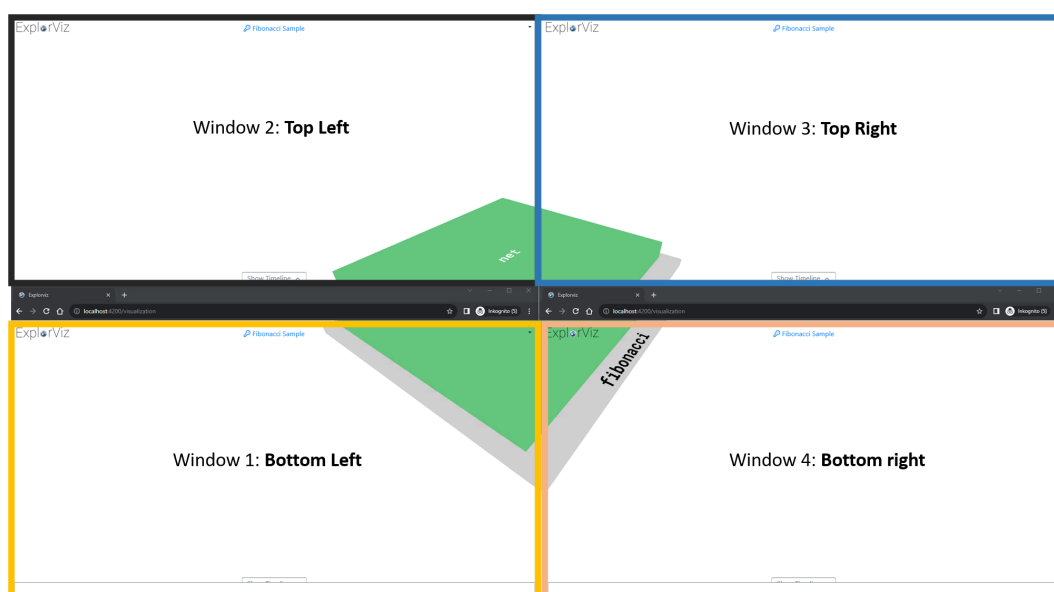 ExplorViz
Fibonacci Sample
ExplorViz
Fibonacci Sample
Window 2: Top Left
Window 3: Top Right
net
Show Timeline
Show Timeline
Explorviz
Explorviz
localhost:4200/visualization
Inkognito (5)
localhost:4200/visualization
Inkognito (5)
ExplorViz
Fibonacci Sample
ExplorViz
Fibonacci Sample
fibonacci
Window 1: Bottom Left
Window 4: Bottom right